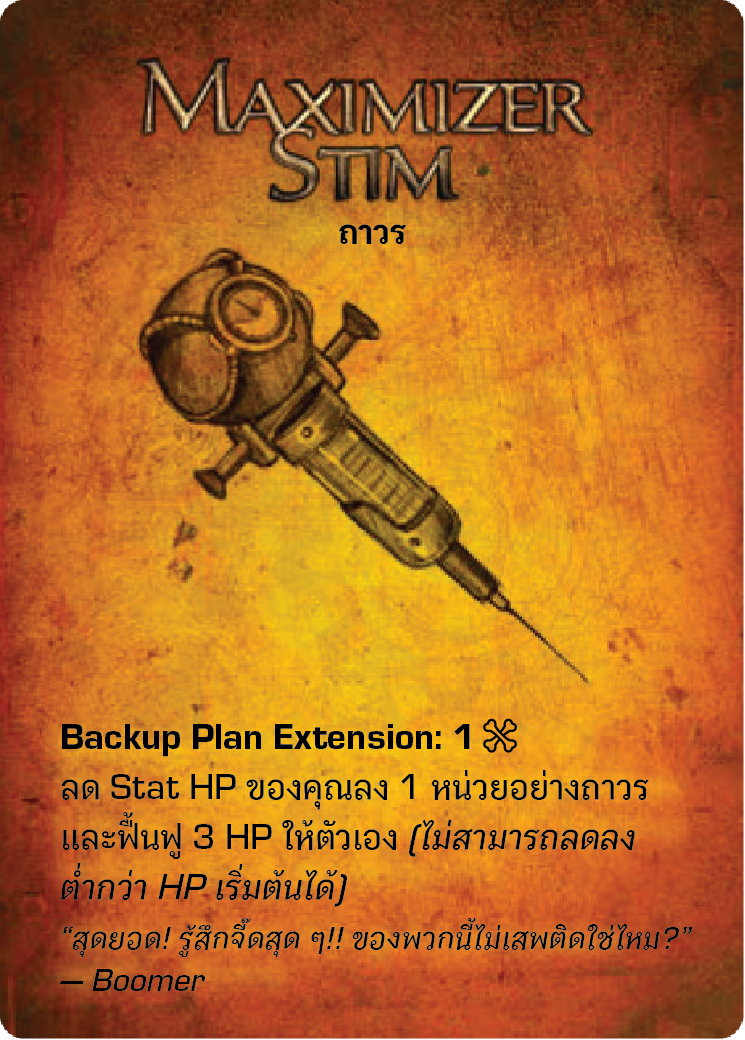 MAXIMIZER
STIM
ถาวร
Backup Plan Extension: 1
ลด Stat HP ของคุณลง 1 หน่วยอย่างถาวร
และฟื้นฟู 3 HP ให้ตัวเอง (ไม่สามารถลดลง
ต่ำกว่า HP เริ่มต้นได้)
“สุดยอด! รู้สึกจี๊ดสุด ๆ!! ของพวกนี้ไม่เสพติดใช่ไหม?”
— Boomer